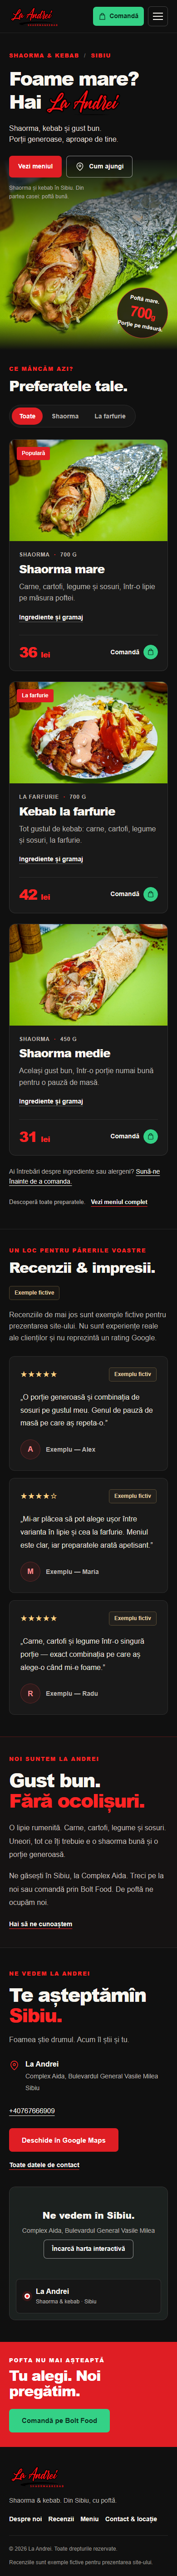 La Andrei
SHAORMA & KEBAB
Comandă
SHAORMA & KEBAB / SIBIU
Foame mare?
Hai La Andrei
Shaorma, kebab și gust bun.
Porții generoase, aproape de tine.
Vezi meniul
Cum ajungi
Shaorma și kebab în Sibiu. Din
partea casei: poftă bună.
Poftă mare.
700g
Porție pe măsură.
CE MÂNCĂM AZI?
Preferatele tale.
Toate
Shaorma
La farfurie
Populară
SHAORMA · 700 G
Shaorma mare
Carne, cartofi, legume și sosuri, într-o lipie
pe măsura poftei.
Ingrediente și gramaj
36 lei
Comandă
La farfurie
LA FARFURIE · 700 G
Kebab la farfurie
Tot gustul de kebab: carne, cartofi, legume
și sosuri, la farfurie.
Ingrediente și gramaj
42 lei
Comandă
SHAORMA · 450 G
Shaorma medie
Același gust bun, într-o porție numai bună
pentru o pauză de masă.
Ingrediente și gramaj
31 lei
Comandă
Ai întrebări despre ingrediente sau alergeni? Sună-ne
înainte de a comanda.
Descoperă toate preparatele. Vezi meniul complet
UN LOC PENTRU PĂRERILE VOASTRE
Recenzii & impresii.
Exemple fictive
Recenziile de mai jos sunt exemple fictive pentru
prezentarea site-ului. Nu sunt experiențe reale
ale clienților și nu reprezintă un rating Google.
★★★★★
Exemplu fictiv
„O porție generoasă și combinația de
sosuri pe gustul meu. Genul de pauză de
masă pe care aș repeta-o.”
A
Exemplu — Alex
★★★★☆
Exemplu fictiv
„Mi-ar plăcea să pot alege ușor între
varianta în lipie și cea la farfurie. Meniul
este clar, iar preparatele arată apetisant.”
M
Exemplu — Maria
★★★★★
Exemplu fictiv
„Carne, cartofi și legume într-o singură
porție — exact combinația pe care aș
alege-o când mi-e foame.”
R
Exemplu — Radu
NOI SUNTEM LA ANDREI
Gust bun.
Fără ocolișuri.
O lipie rumenită. Carne, cartofi, legume și sosuri.
Uneori, tot ce îți trebuie e o shaorma bună și o
porție generoasă.
Ne găsești în Sibiu, la Complex Aida. Treci pe la
noi sau comandă prin Bolt Food. De poftă ne
ocupăm noi.
Hai să ne cunoaștem
NE VEDEM LA ANDREI
Te așteptăm în
Sibiu.
Foamea știe drumul. Acum îl știi și tu.
La Andrei
Complex Aida, Bulevardul General Vasile Milea
Sibiu
+40767666909
Deschide în Google Maps
Toate datele de contact
Ne vedem în Sibiu.
Complex Aida, Bulevardul General Vasile Milea
Încarcă harta interactivă
La Andrei
Shaorma & kebab · Sibiu
POFTA NU MAI AȘTEAPTĂ
Tu alegi. Noi
pregătim.
Comandă pe Bolt Food
La Andrei
SHAORMA & KEBAB
Shaorma & kebab. Din Sibiu, cu poftă.
Despre noi
Recenzii
Meniu
Contact & locație
© 2026 La Andrei. Toate drepturile rezervate.
Recenziile sunt exemple fictive pentru prezentarea site-ului.